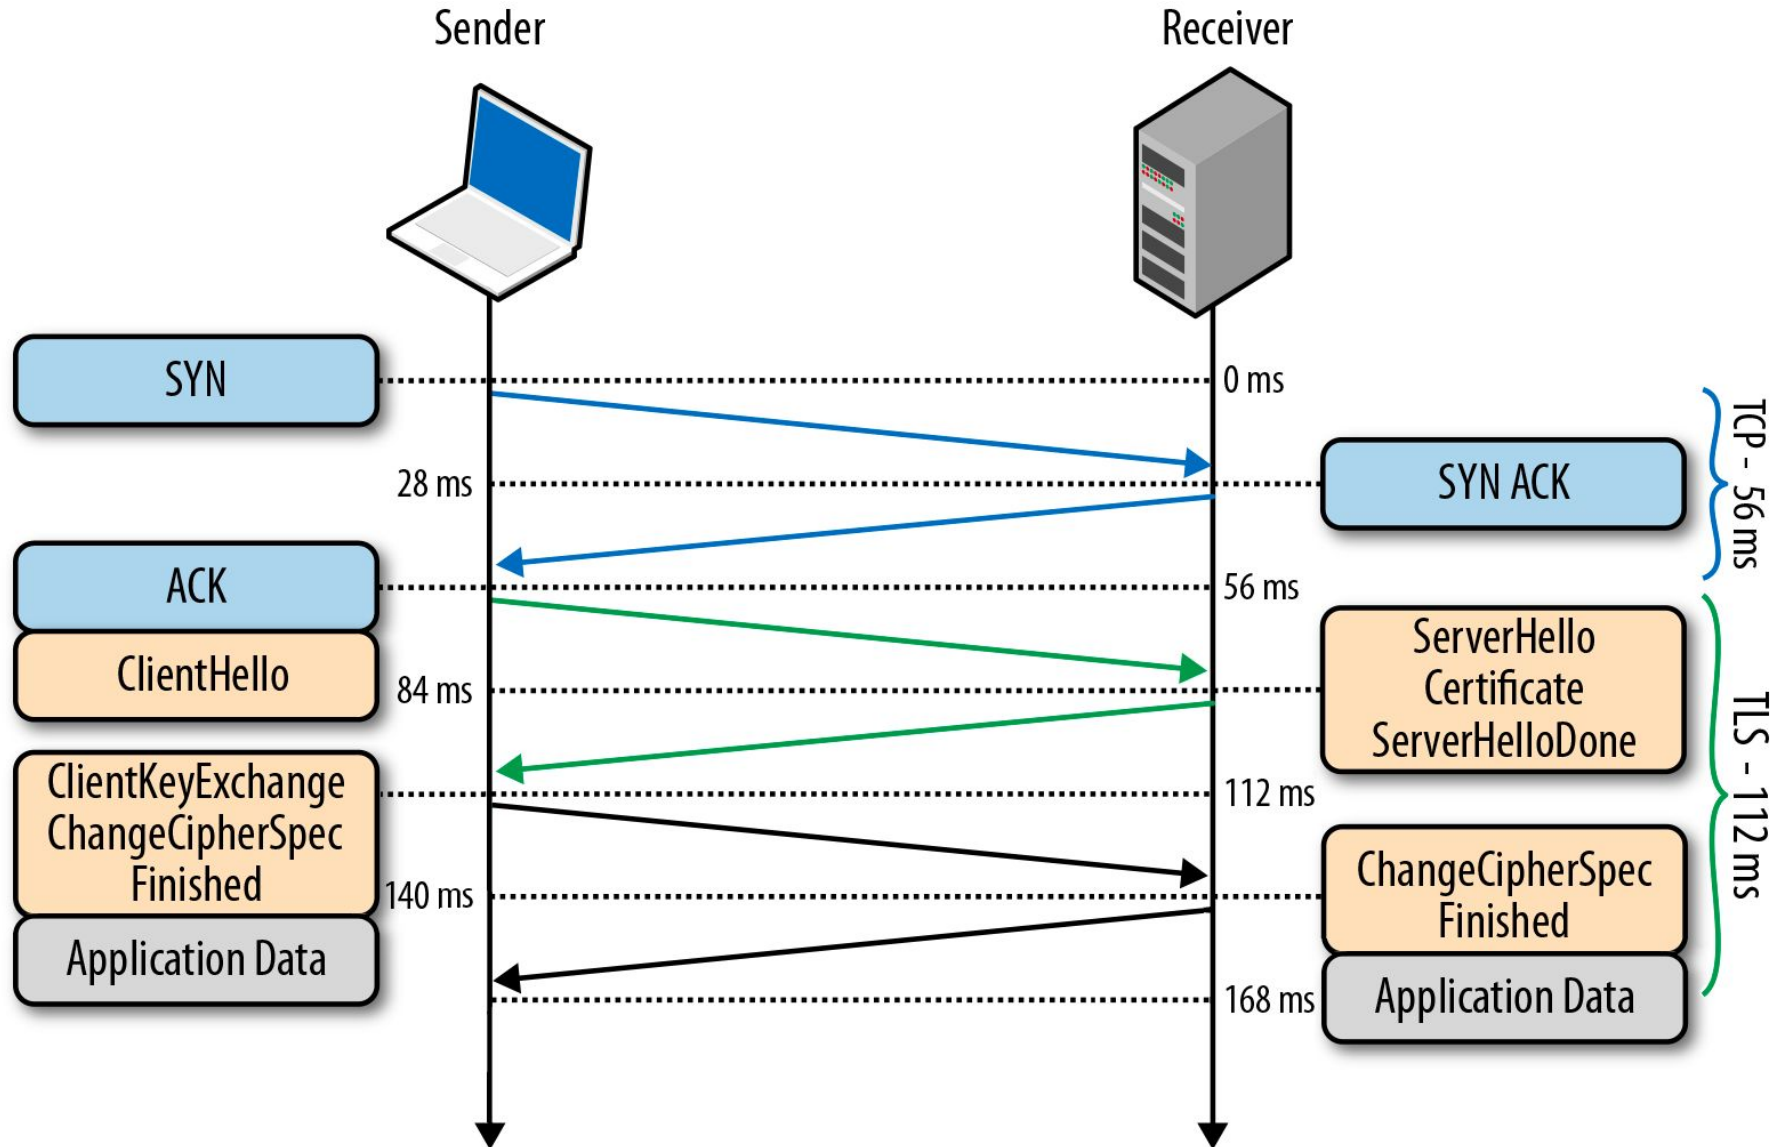 Sender
Receiver
SYN
0 ms
28 ms
SYN ACK
TCP - 56 ms
ACK
56 ms
ClientHello
84 ms
ServerHello
Certificate
ServerHelloDone
TLS - 112 ms
ClientKeyExchange
ChangeCipherSpec
Finished
112 ms
140 ms
ChangeCipherSpec
Finished
Application Data
168 ms
Application Data